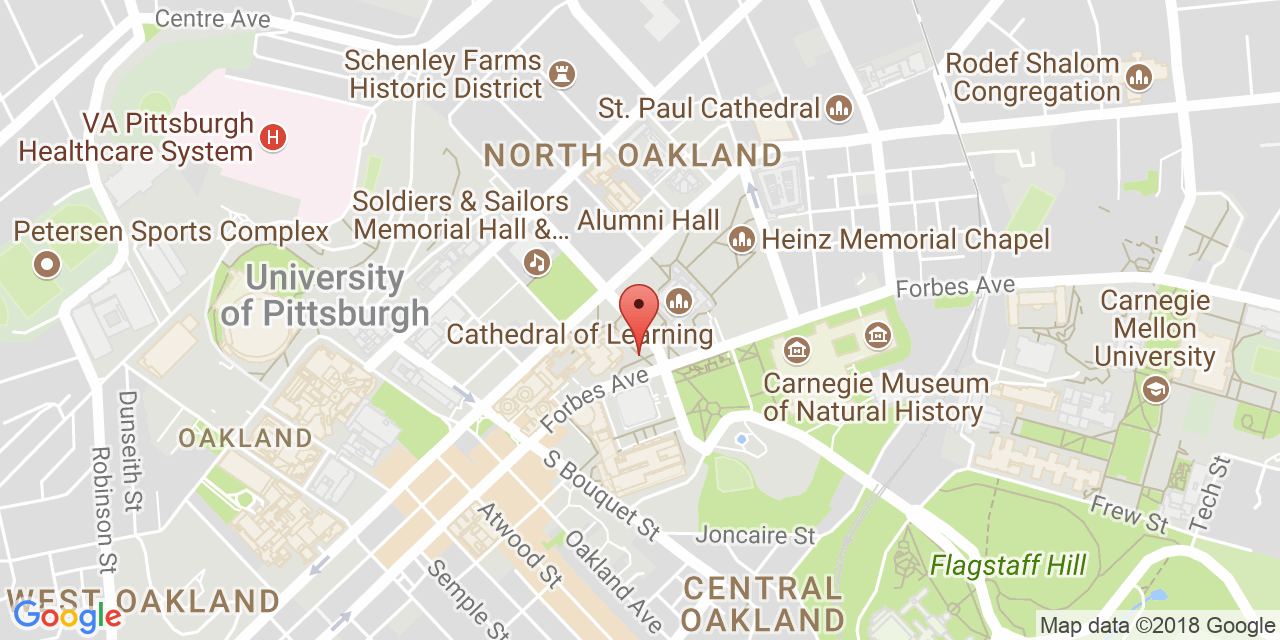 Centre Ave
Schenley Farms
Historic District
Rodef Shalom
Congregation
St. Paul Cathedral
VA Pittsburgh
Healthcare System
H
NORTH OAKLAND
Soldiers & Sailors
Memorial Hall &...
Alumni Hall
Petersen Sports Complex
Heinz Memorial Chapel
University
of Pittsburgh
Forbes Ave
Carnegie
Mellon
University
Cathedral of Learning
Carnegie Museum
of Natural History
Forbes Ave
Dunseith St
OAKLAND
Robinson St
S Bouquet St
Tech St
Frew St
Atwood St
Joncaire St
Oakland Ave
Semple St
Flagstaff Hill
CENTRAL
OAKLAND
WEST OAKLAND
Google
Map data ©2018 Google